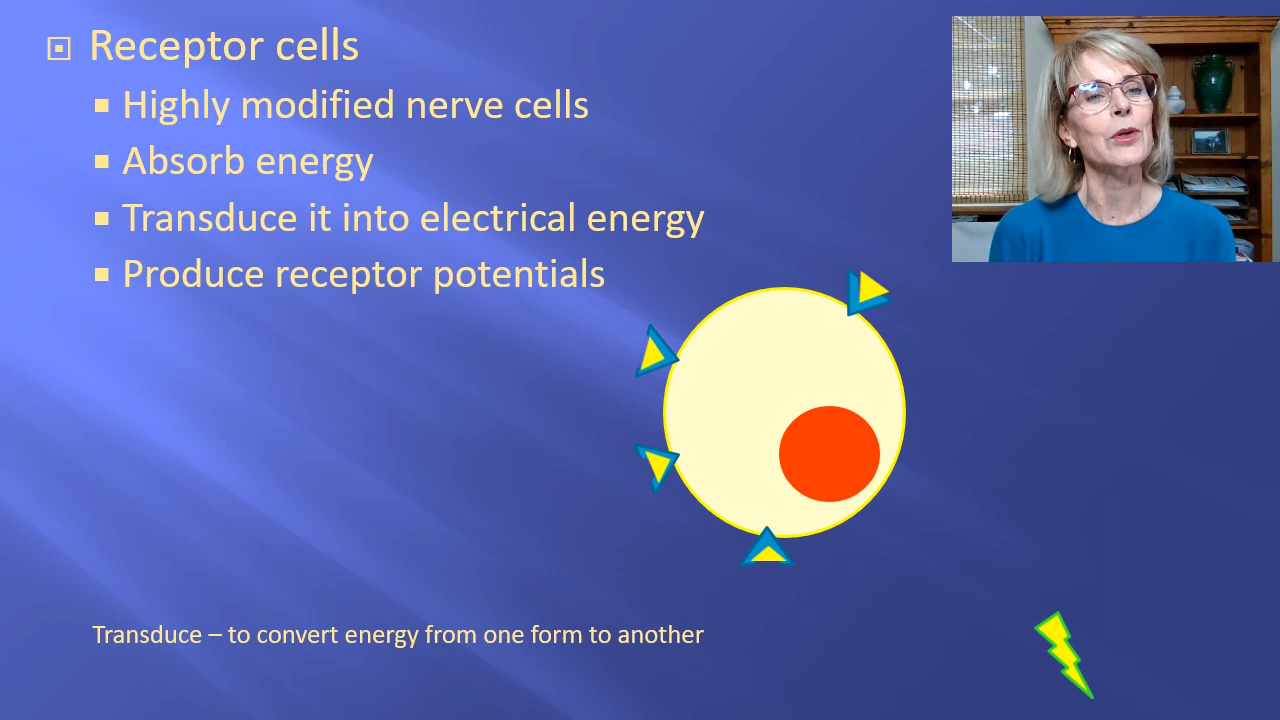 Receptor cells
Highly modified nerve cells
Absorb energy
Transduce it into electrical energy
Produce receptor potentials
Transduce – to convert energy from one form to another